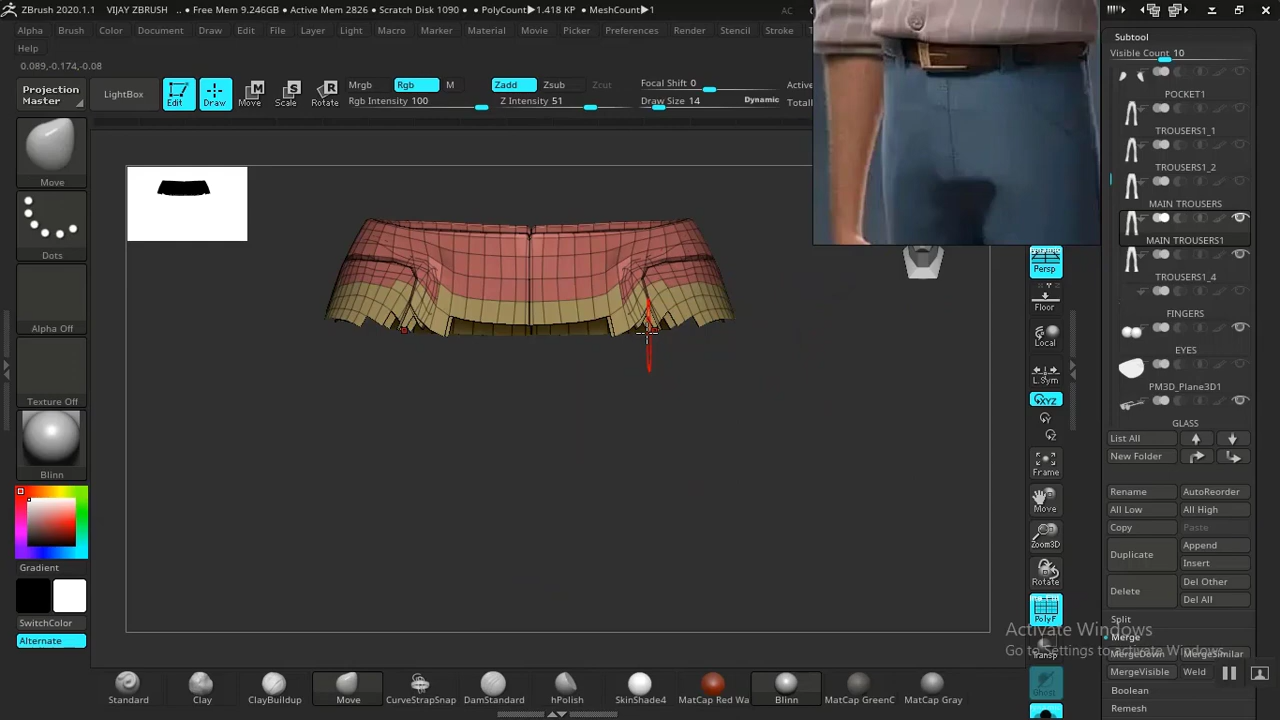 ZBrush 2020.1.1 VIJAY ZBRUSH .. • Free Mem 9.246GB • Active Mem 2826 • Scratch Disk 1090 • PolyCount▶1.418 KP • MeshCount▶1 AC
Alpha Brush Color Document Draw Edit File Layer Light Macro Marker Material Movie Picker Preferences Render Stencil Stroke
Help
0.089,-0.174,-0.08
Projection Master
LightBox
Edit Draw Move Scale Rotate
Mrgb Rgb M
Rgb Intensity 100
Zadd Zsub Zcut
Z Intensity 51
Focal Shift 0
Draw Size 14 Dynamic
Active
Total
Move
Dots
Alpha Off
Texture Off
Blinn
Gradient
SwitchColor
Alternate
Persp
Floor
Local
L.Sym
XYZ
Y
Z
Frame
Move
Zoom3D
Rotate
PolyF
Transp
Ghost
Subtool
Visible Count 10
POCKET1
TROUSERS1_1
TROUSERS1_2
MAIN TROUSERS
MAIN TROUSERS1
TROUSERS1_4
FINGERS
EYES
PM3D_Plane3D1
GLASS
List All
New Folder
Rename AutoReorder
All Low All High
Copy Paste
Duplicate Append
Insert
Delete Del Other
Del All
Split
Merge
MergeDown MergeSimilar
MergeVisible Weld
Boolean
Remesh
Activate Windows
Go to Settings to activate Windows.
Standard Clay ClayBuildup Move CurveStrapSnap DamStandard hPolish SkinShade4 MatCap Red Wa Blinn MatCap GreenC MatCap Gray